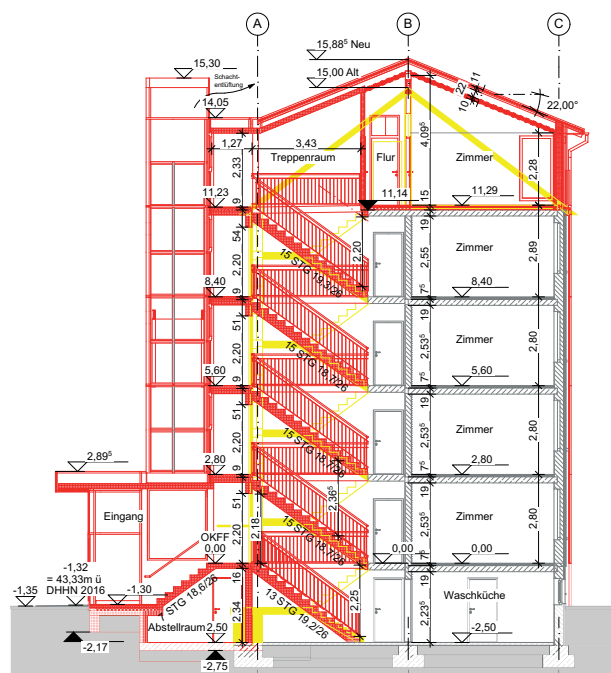 A B C
15,88⁵ Neu
15,30
15,00 Alt
Schacht-
entlüftung
22 11
10
22,00°
14,05
1,27 3,43
4,09⁵
Treppenraum Flur Zimmer
2,33 2,28
11,23 11,14 15 11,29
9 19
54 2,20 15 STG 19,3/26 2,20 2,55 Zimmer 2,89
8,40 8,40
9 19
51 2,20 15 STG 18,7/26 2,53⁵ Zimmer 2,80
5,60 7⁵ 5,60
9 19
51 2,20 15 STG 18,7/26 2,53⁵ Zimmer 2,80
2,89⁵ 2,80 7⁵ 2,80
9 19
51 2,36⁵
Eingang 2,20 2,18 15 STG 18,7/26 2,53⁵ Zimmer 2,80
OKFF
0,00 0,00 7⁵ 0,00
-1,32
= 43,33m ü
DHHN 2016
-1,35 -1,30 7 STG 18,6/26 16 19
2,34 13 STG 19,2/26 2,25 2,23⁵ Waschküche
Abstellraum 2,50 -2,50
-2,17
-2,75